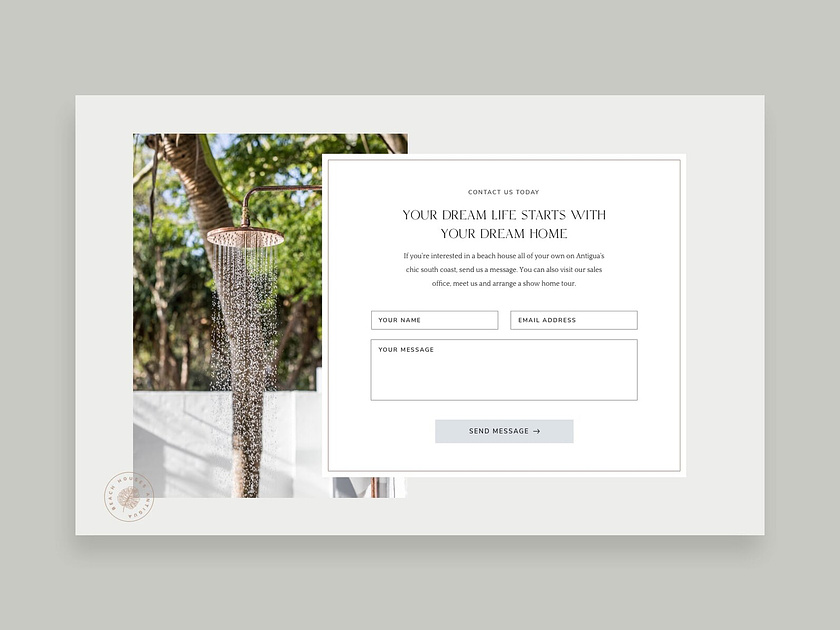 CONTACT US TODAY
YOUR DREAM LIFE STARTS WITH
YOUR DREAM HOME
If you're interested in a beach house all of your own on Antigua's
chic south coast, send us a message. You can also visit our sales
office, meet us and arrange a show home tour.
YOUR NAME
EMAIL ADDRESS
YOUR MESSAGE
SEND MESSAGE →
BEACH HOUSES ANTIGUA